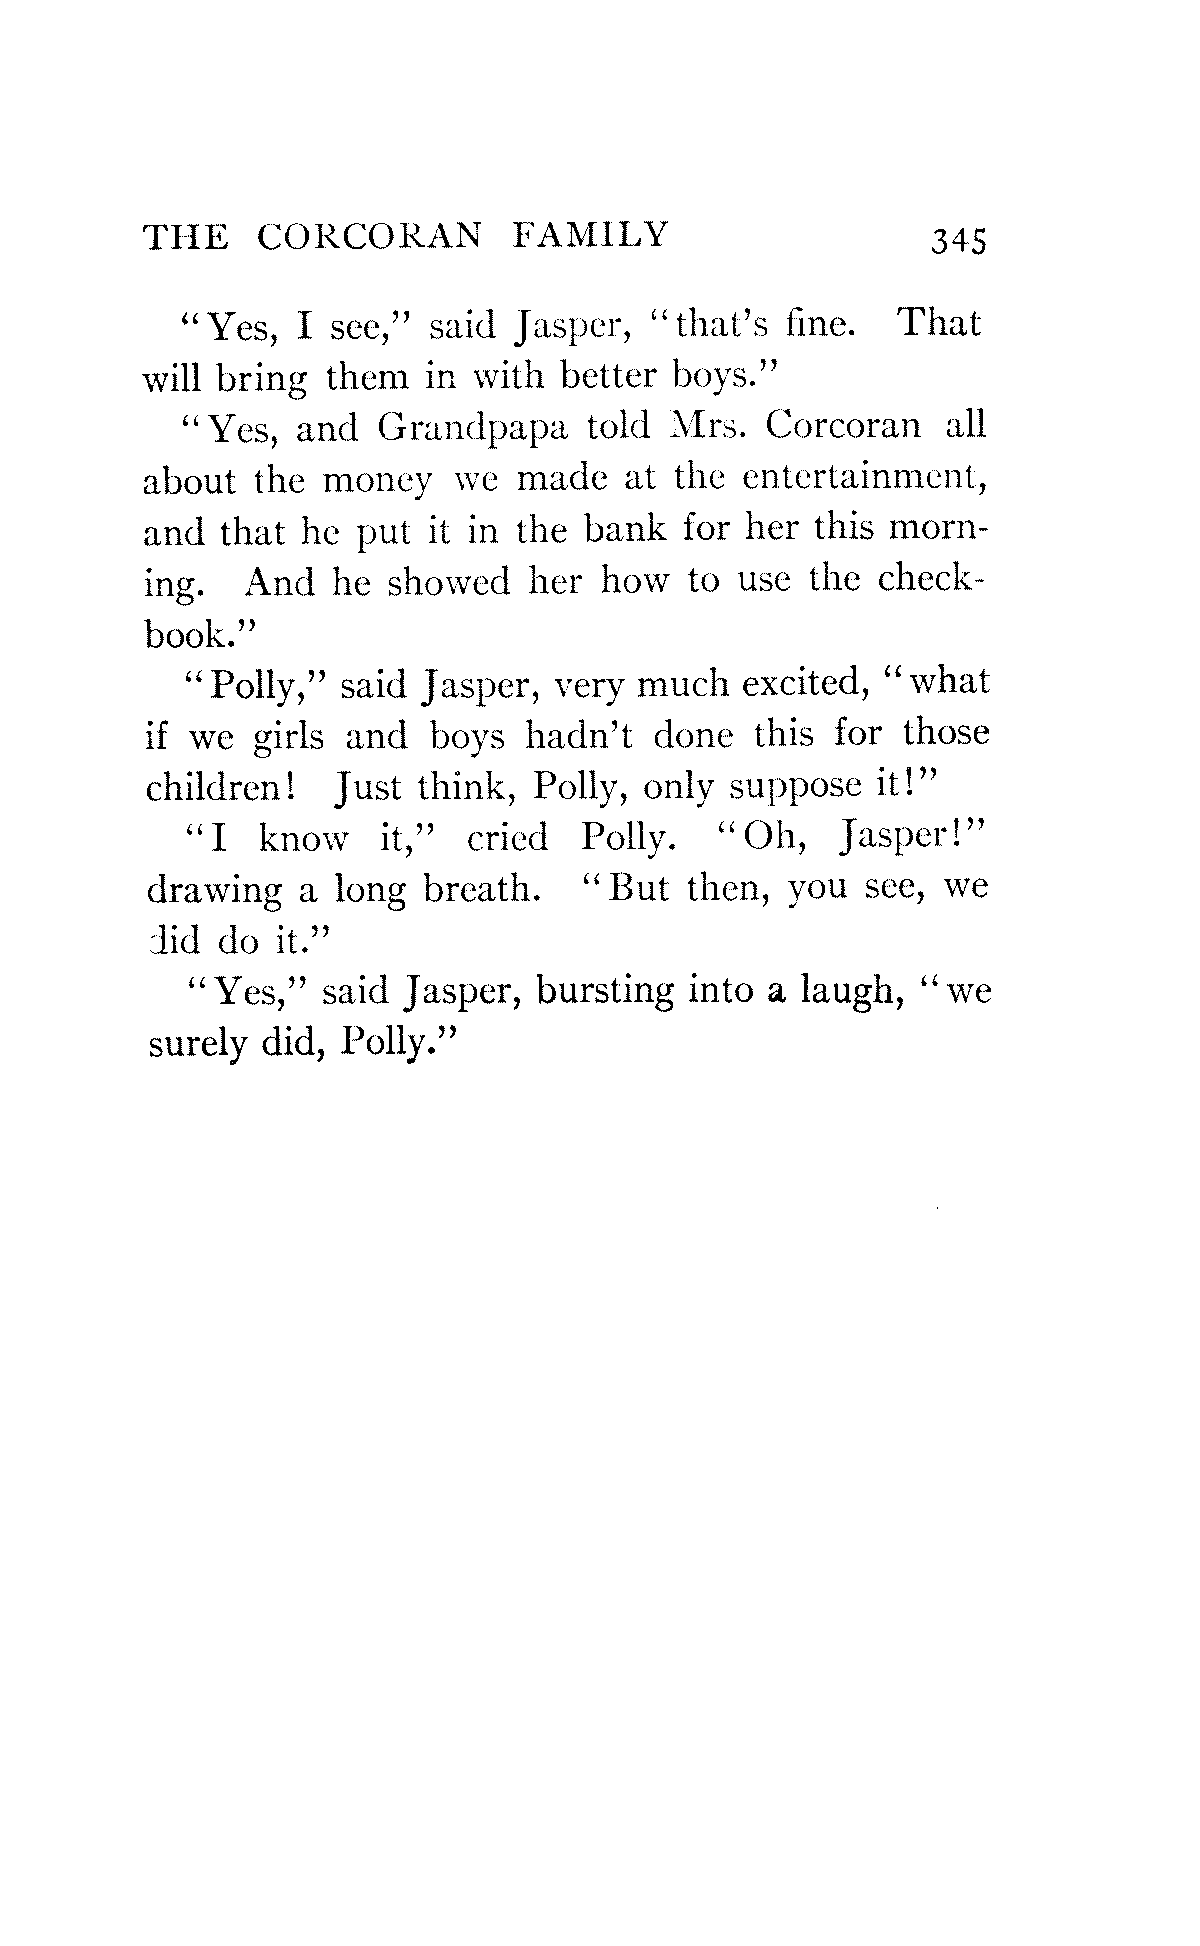 THE CORCORAN FAMILY 345
"Yes, I see," said Jasper, "that's fine. That
will bring them in with better boys."
"Yes, and Grandpapa told Mrs. Corcoran all
about the money we made at the entertainment,
and that he put it in the bank for her this morn-
ing. And he showed her how to use the check-
book."
"Polly," said Jasper, very much excited, "what
if we girls and boys hadn't done this for those
children! Just think, Polly, only suppose it!"
"I know it," cried Polly. "Oh, Jasper!"
drawing a long breath. "But then, you see, we
did do it."
"Yes," said Jasper, bursting into a laugh, "we
surely did, Polly."